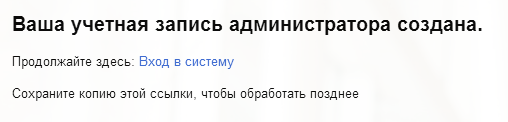 Ваша учетная запись администратора создана.
Продолжайте здесь: Вход в систему
Сохраните копию этой ссылки, чтобы обработать позднее